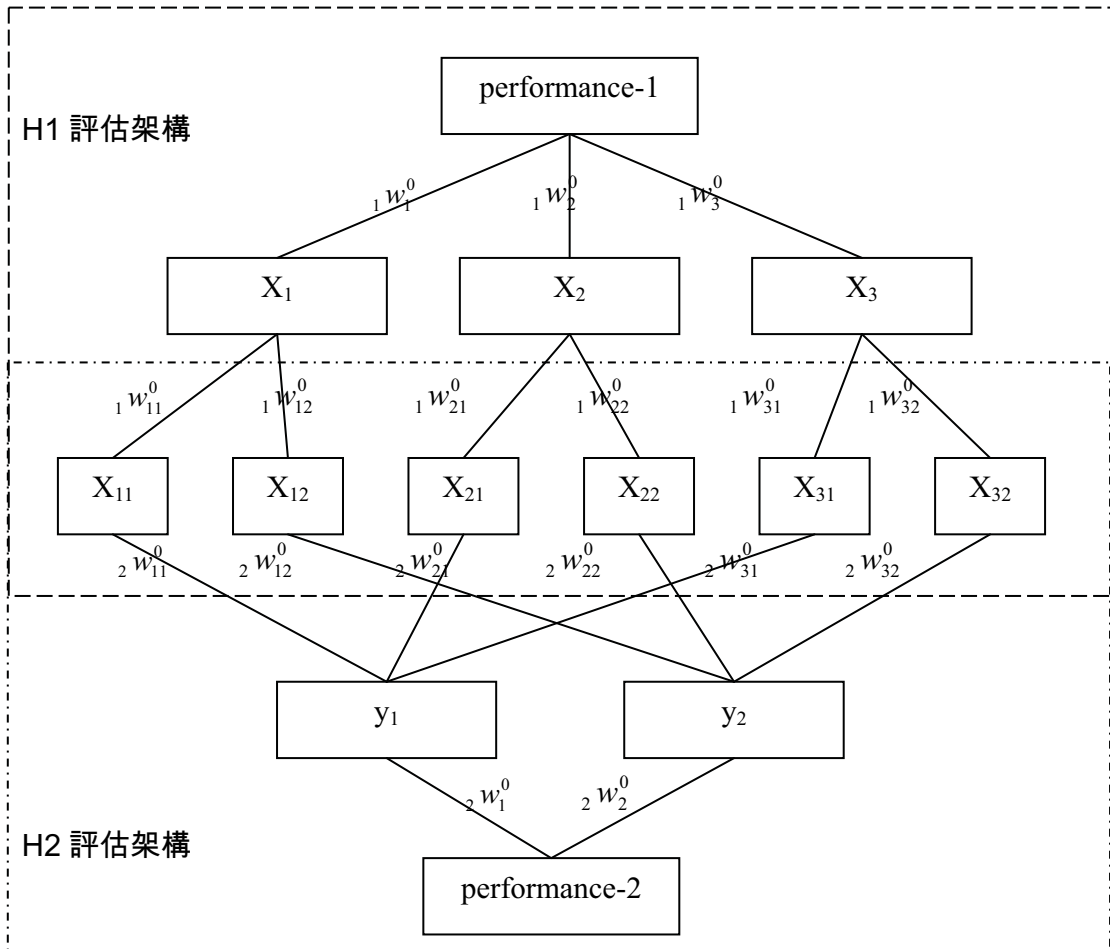 performance-1
H1 評估架構
₁w₁⁰ ₁w₂⁰ ₁w₃⁰
X₁ X₂ X₃
₁w₁₁⁰ ₁w₁₂⁰ ₁w₂₁⁰ ₁w₂₂⁰ ₁w₃₁⁰ ₁w₃₂⁰
X₁₁ X₁₂ X₂₁ X₂₂ X₃₁ X₃₂
₂w₁₁⁰ ₂w₁₂⁰ ₂w₂₁⁰ ₂w₂₂⁰ ₂w₃₁⁰ ₂w₃₂⁰
y₁ y₂
₂w₁⁰ ₂w₂⁰
H2 評估架構
performance-2